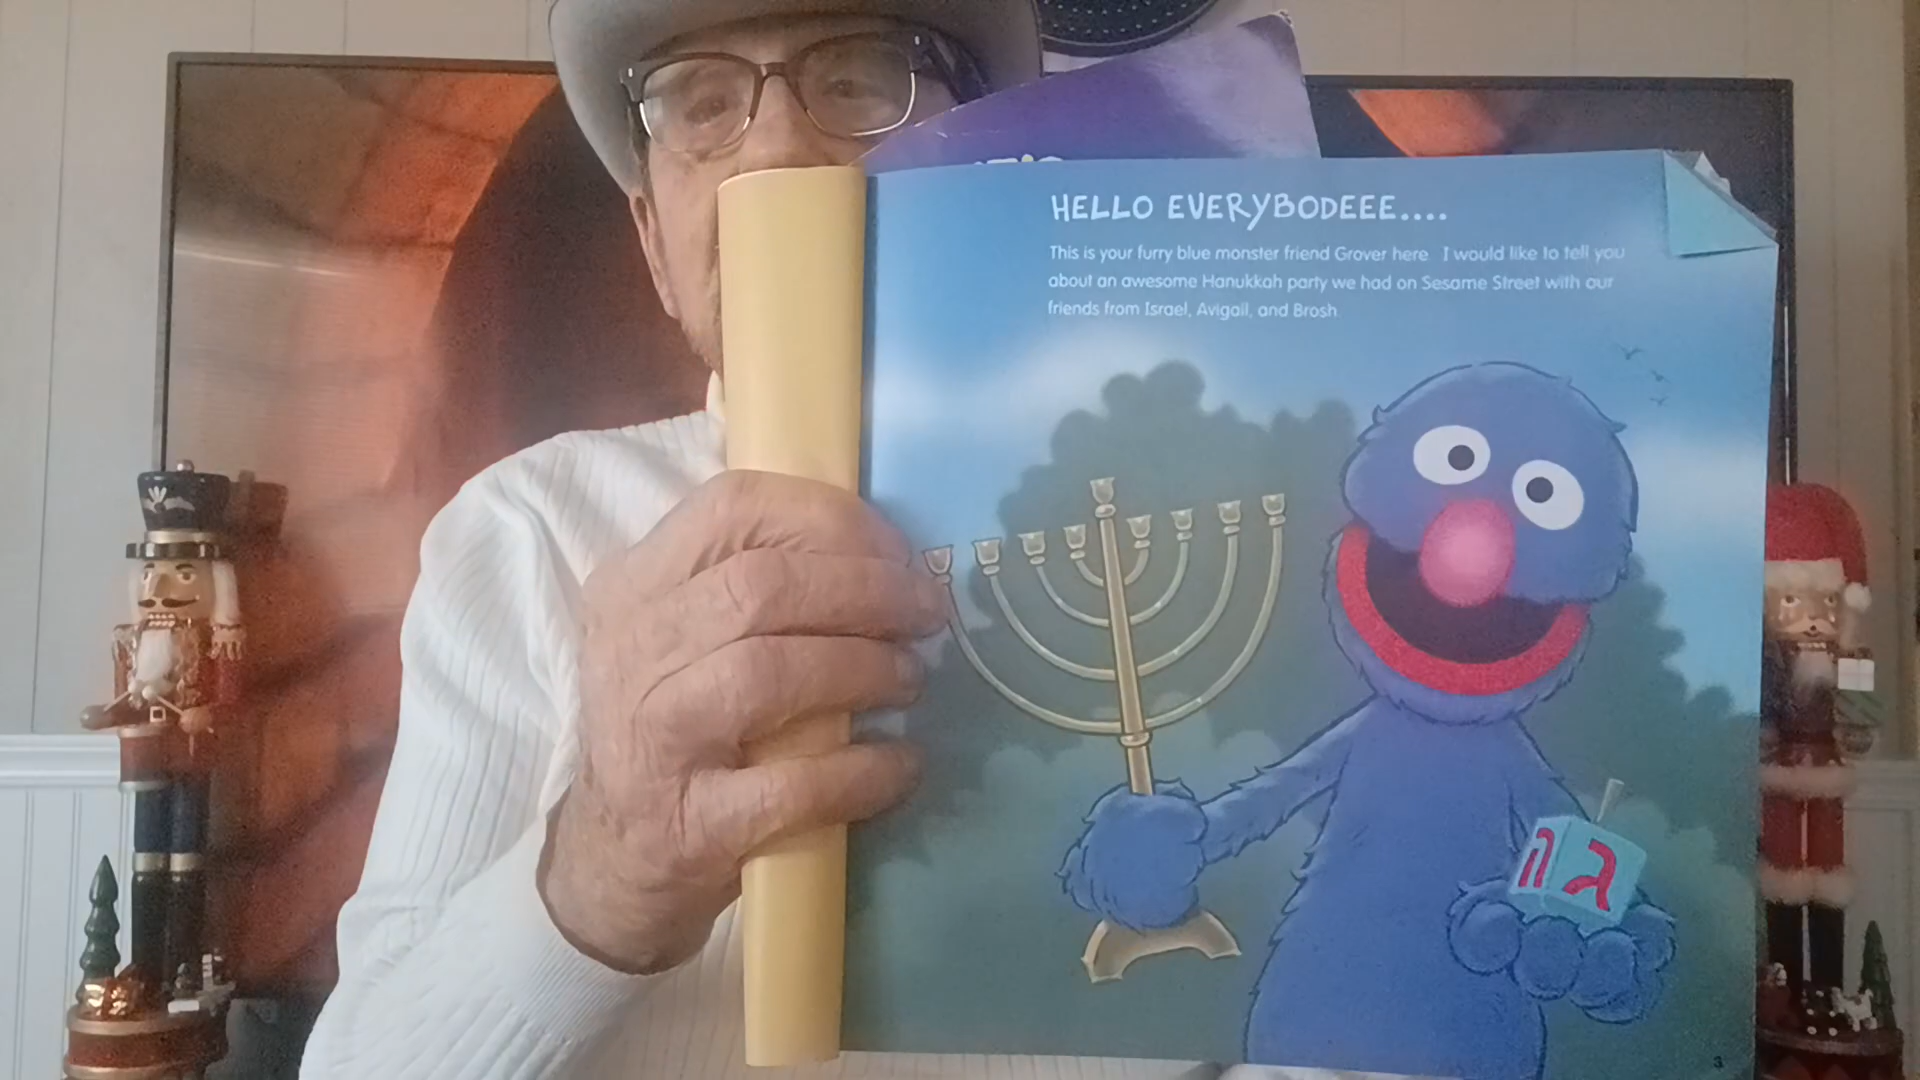 HELLO EVERYBODEEE....
This is your furry blue monster friend Grover here. I would like to tell you
about an awesome Hanukkah party we had on Sesame Street with our
friends from Israel, Avigail, and Brosh.
ה ג
3